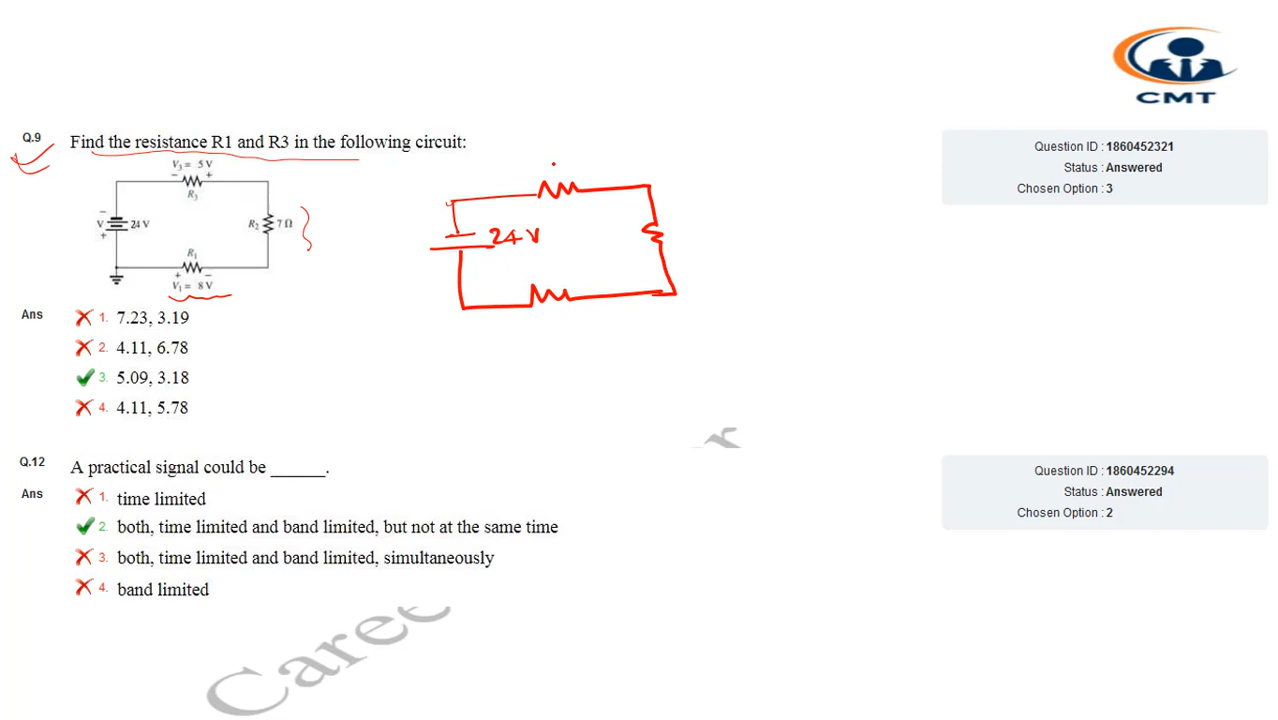 CMT
Q.9 Find the resistance R1 and R3 in the following circuit:
Question ID : 1860452321
Status : Answered
Chosen Option : 3
V3 = 5 V
− +
R3
−
V 24 V
+
R2 7 Ω
R1
+ −
V1 = 8 V
24 V
Ans 1. 7.23, 3.19
2. 4.11, 6.78
3. 5.09, 3.18
4. 4.11, 5.78
Q.12 A practical signal could be ______.
Question ID : 1860452294
Status : Answered
Chosen Option : 2
Ans 1. time limited
2. both, time limited and band limited, but not at the same time
3. both, time limited and band limited, simultaneously
4. band limited